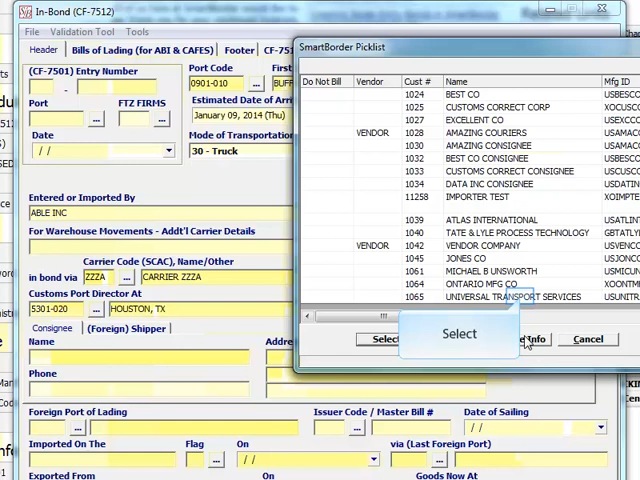 In-Bond (CF-7512)
File Validation Tool Tools
Header Bills of Lading (for ABI & CAFES) Footer CF-75
(CF-7501) Entry Number
Port Code First
0901-010 ... BUFF
Port FTZ FIRMS
Estimated Date of Arri
January 09, 2014 (Thu)
Date
Mode of Transportation
/ /
30 - Truck
Entered or Imported By
ABLE INC
For Warehouse Movements - Addt'l Carrier Details
Carrier Code (SCAC), Name/Other
in bond via ZZZA ... CARRIER ZZZA
Customs Port Director At
5301-020 ... HOUSTON, TX
Consignee (Foreign) Shipper
Name Addre
Phone
Foreign Port of Lading Issuer Code / Master Bill # Date of Sailing
/ /
Imported On The Flag On via (Last Foreign Port)
/ /
Exported From On Goods Now At
SmartBorder Picklist
Do Not Bill Vendor Cust # Name Mfg ID
1024 BEST CO USBESCO
1025 CUSTOMS CORRECT CORP XOCUSCO
1027 EXCELLENT CO USEXCCO
VENDOR 1028 AMAZING COURIERS USAMACO
1030 AMAZING CONSIGNEE USAMACO
1032 BEST CO CONSIGNEE USBESCO
1033 CUSTOMS CORRECT CONSIGNEE USCUSCO
1034 DATA INC CONSIGNEE USDATIN
11258 IMPORTER TEST XOIMPTE
1039 ATLAS INTERNATIONAL USATLIN
1040 TATE & LYLE PROCESS TECHNOLOGY GBTATLY
VENDOR 1042 VENDOR COMPANY USVENCO
1045 JONES CO USJONCO
1061 MICHAEL B UNSWORTH USMICUN
1064 ONTARIO MFG CO XOONTMF
1065 UNIVERSAL TRANSPORT SERVICES USUNITR
Select Info Cancel
Select